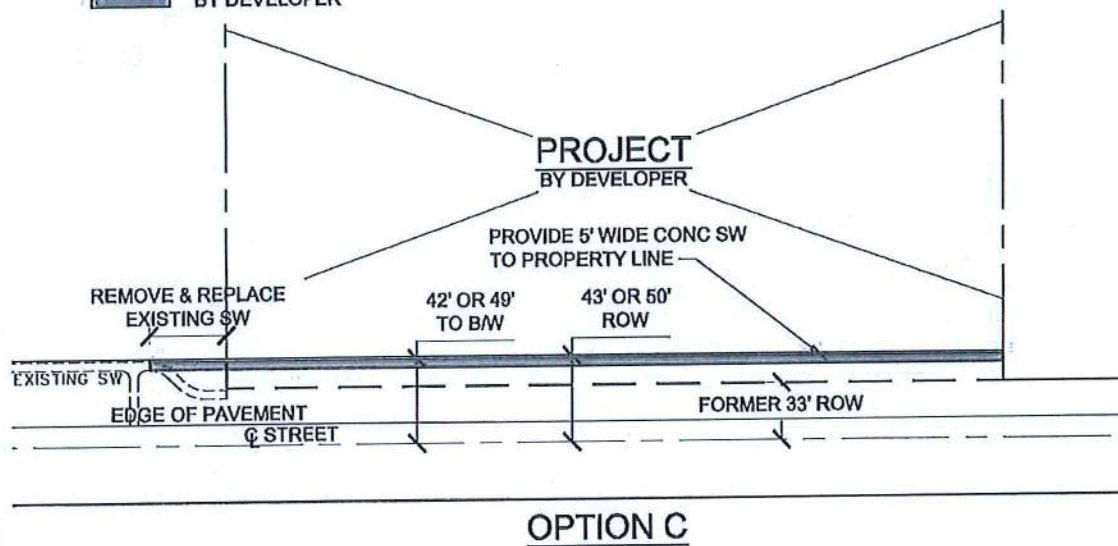 BY DEVELOPER
PROJECT
BY DEVELOPER
PROVIDE 5' WIDE CONC SW
TO PROPERTY LINE
REMOVE & REPLACE
EXISTING SW
42' OR 49'
TO B/W
43' OR 50'
ROW
EXISTING SW
EDGE OF PAVEMENT
℄ STREET
FORMER 33' ROW
OPTION C